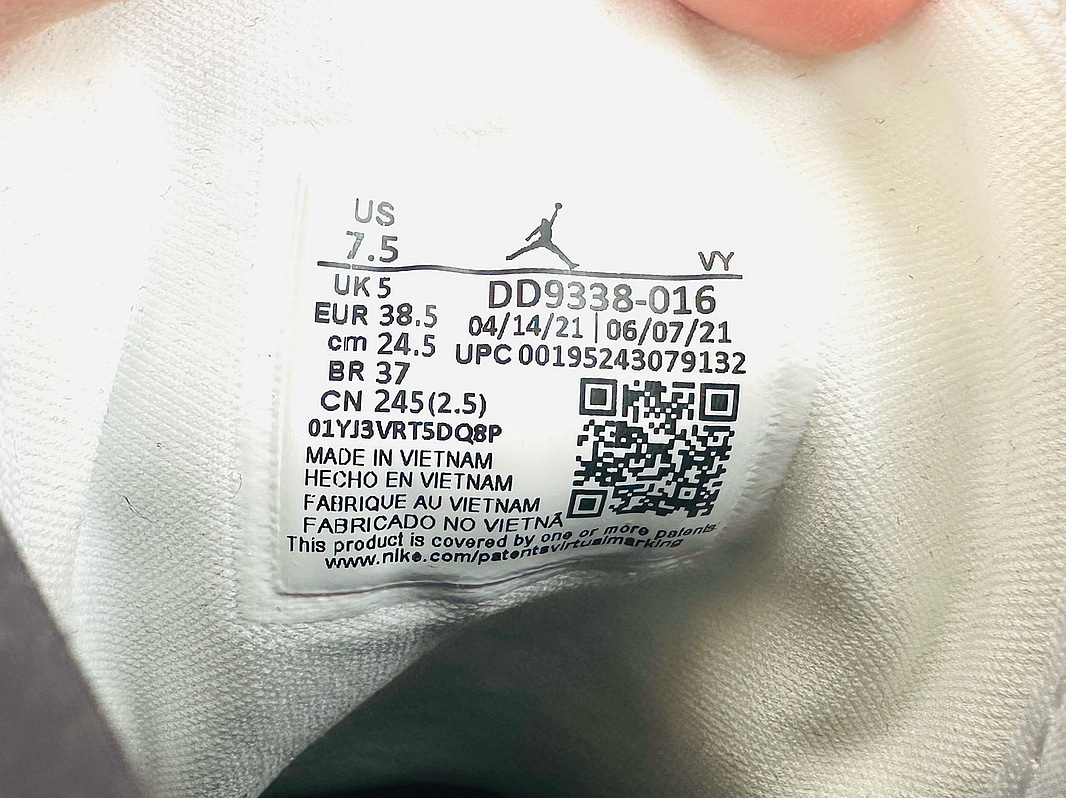 US
7.5
VY
UK 5
EUR 38.5
cm 24.5
BR 37
CN 245(2.5)
DD9338-016
04/14/21 | 06/07/21
UPC 00195243079132
01YJ3VRT5DQ8P
MADE IN VIETNAM
HECHO EN VIETNAM
FABRIQUE AU VIETNAM
FABRICADO NO VIETNÃ
This product is covered by one or more patents.
www.nike.com/patentsvirtualmarking